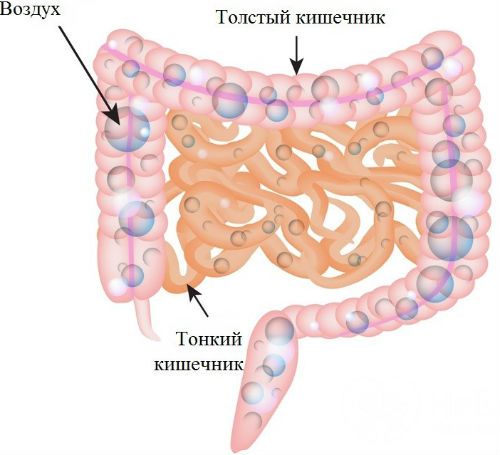 Воздух
Толстый кишечник
Тонкий
кишечник